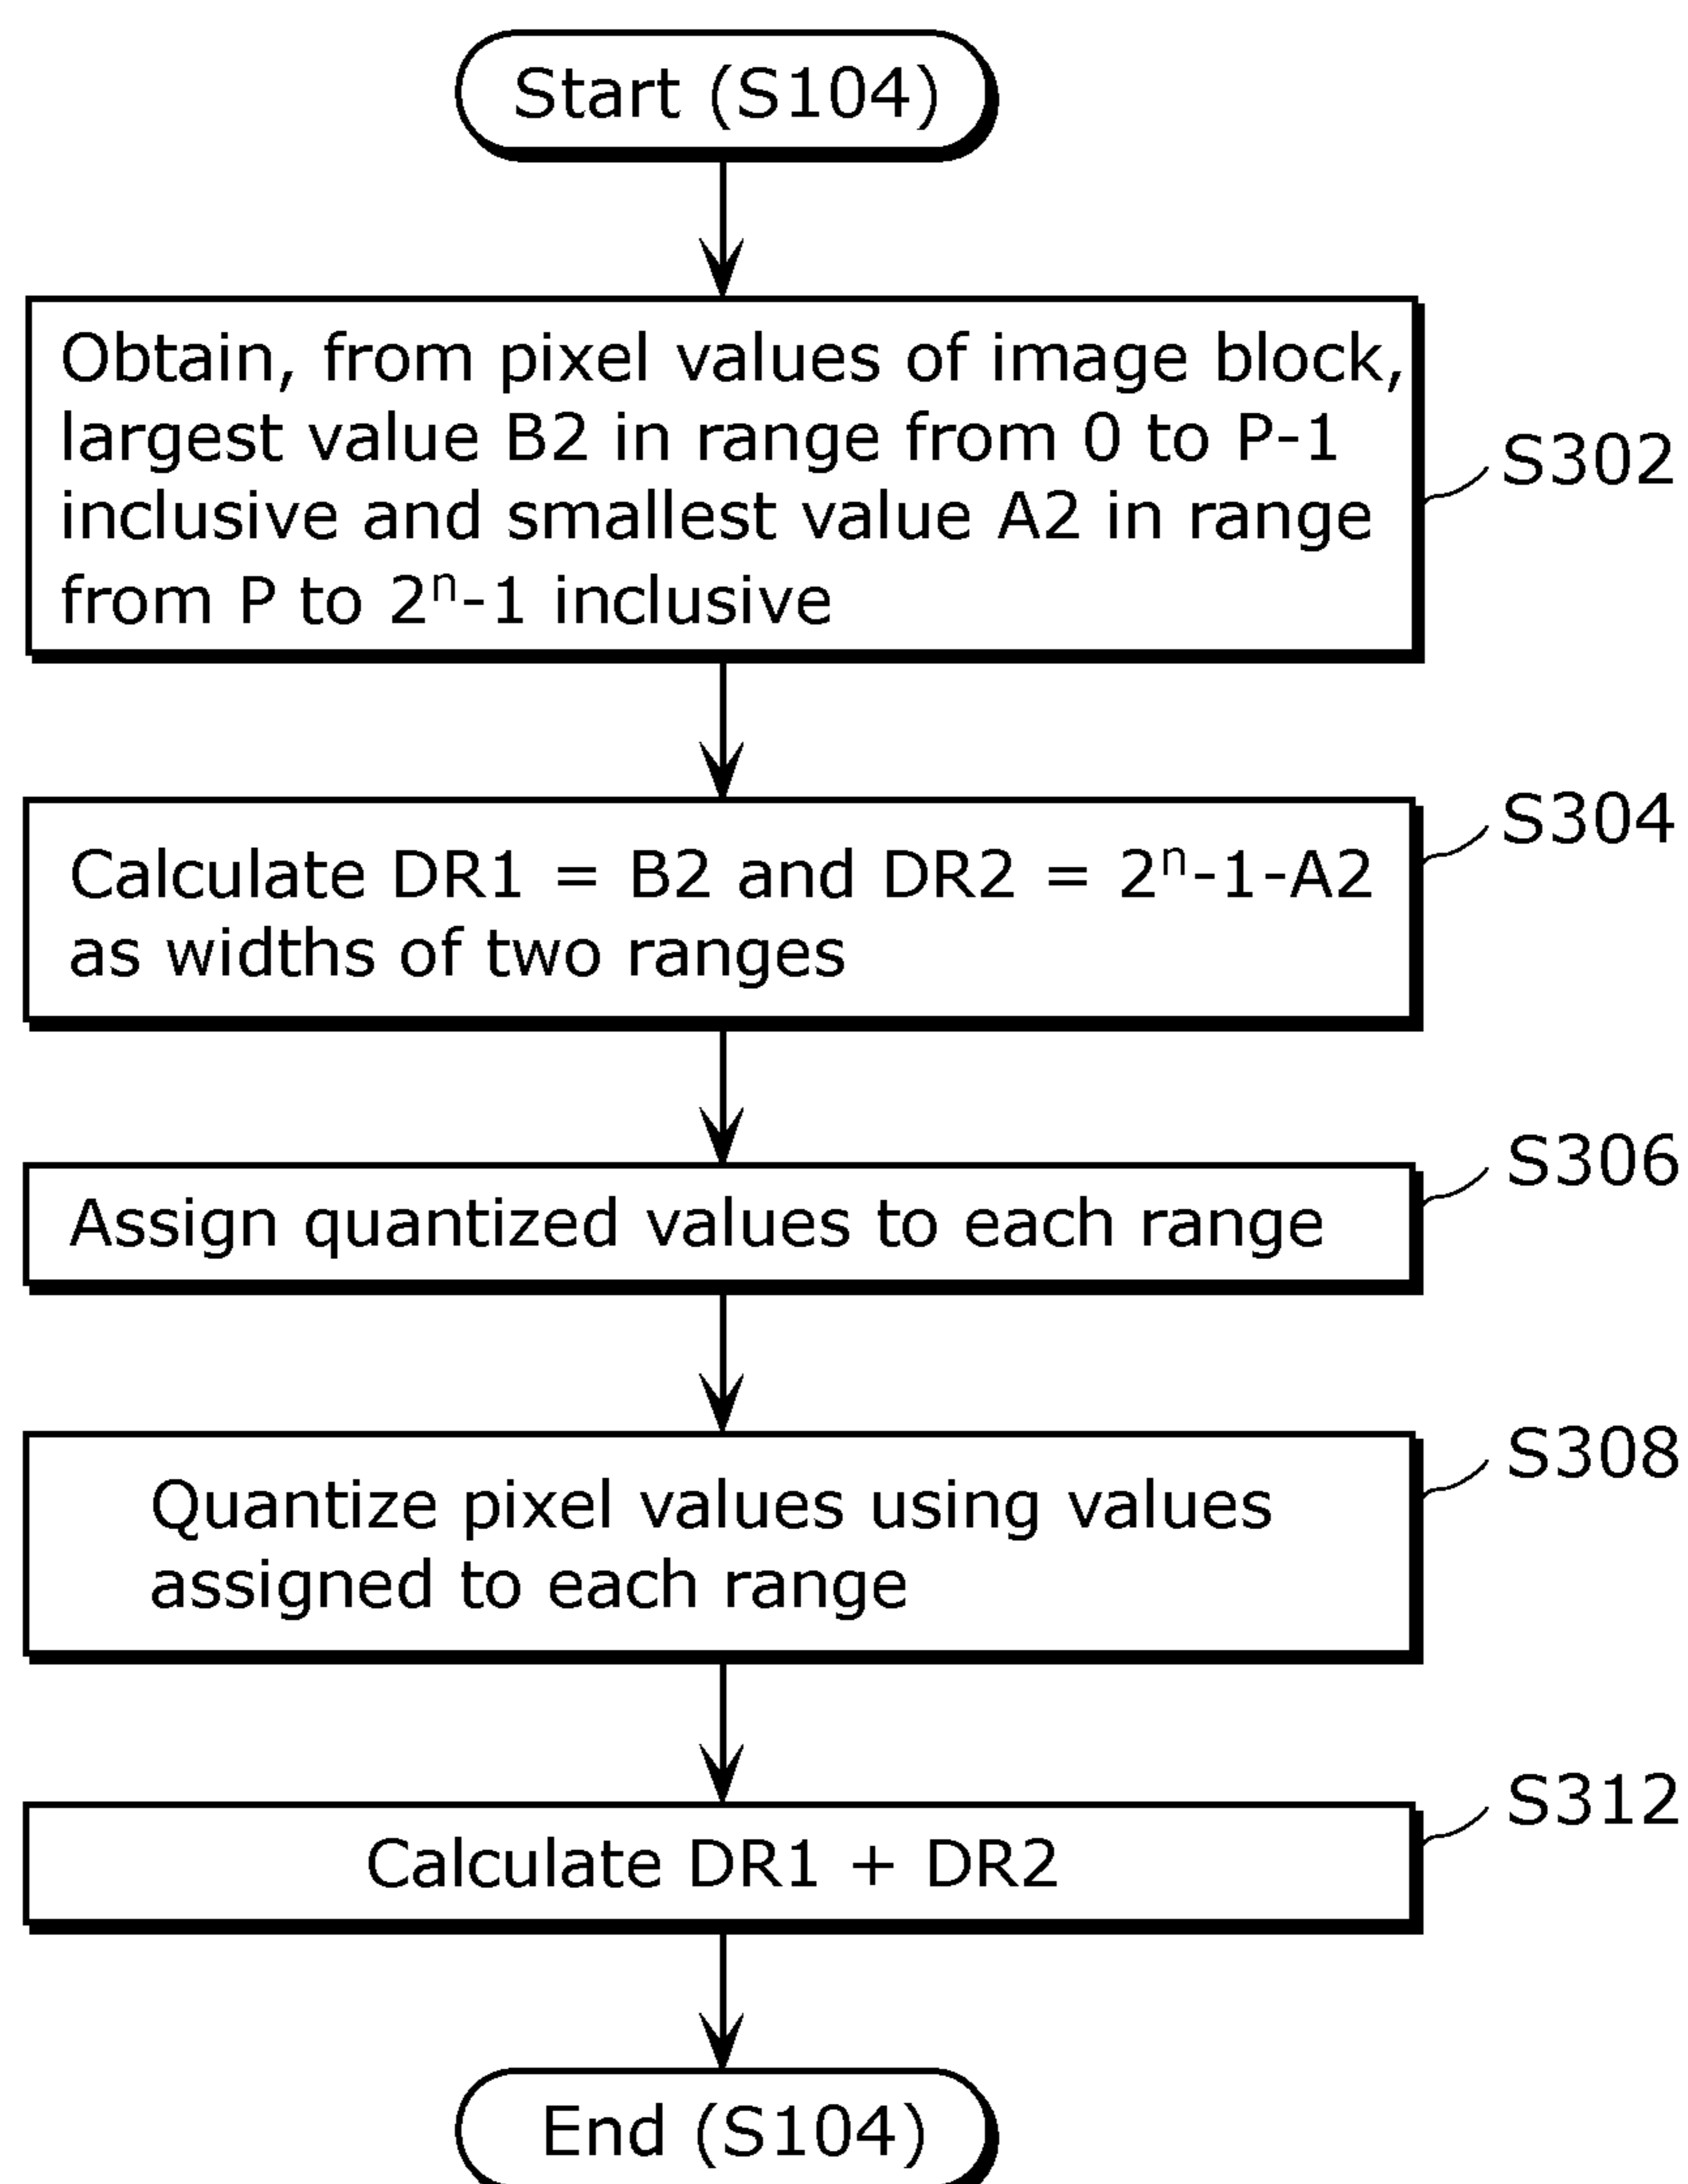 Start (S104)
Obtain, from pixel values of image block,
largest value B2 in range from 0 to P-1
inclusive and smallest value A2 in range
from P to 2ⁿ-1 inclusive
S302
Calculate DR1 = B2 and DR2 = 2ⁿ-1-A2
as widths of two ranges
S304
Assign quantized values to each range
S306
Quantize pixel values using values
assigned to each range
S308
Calculate DR1 + DR2
S312
End (S104)